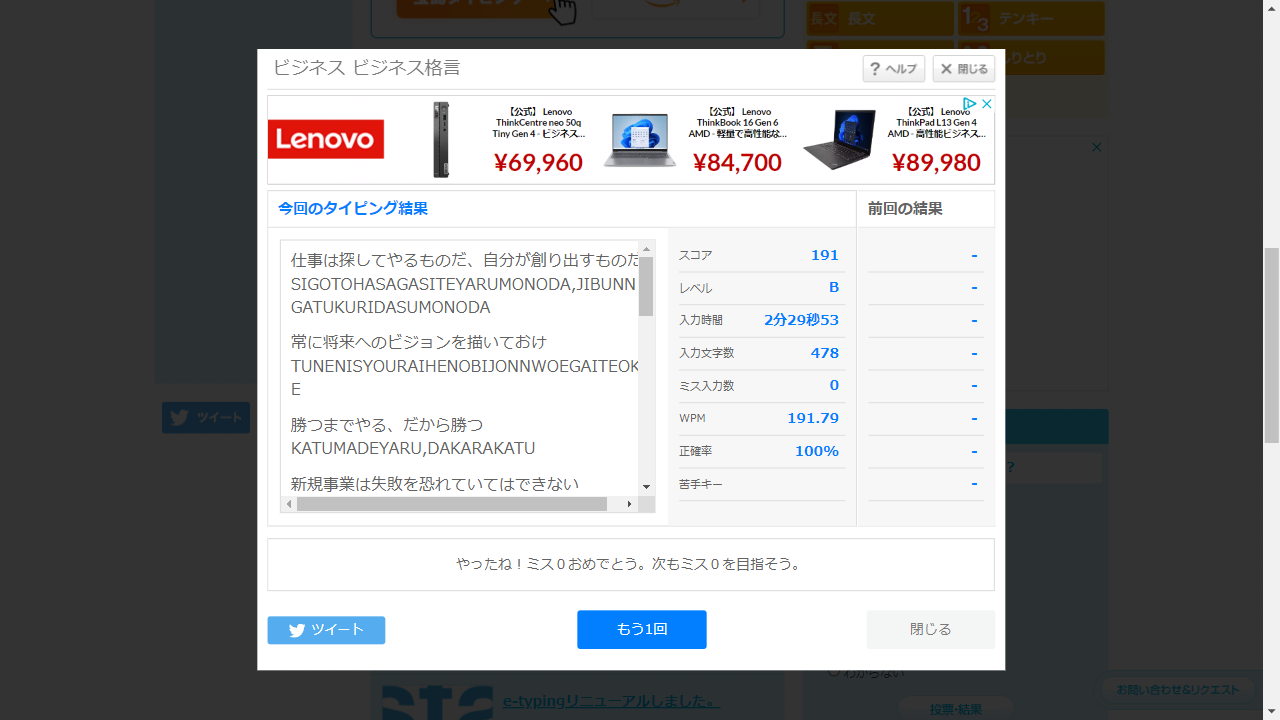 長文 長文
1 2/3 テンキー
ビジネス ビジネス格言
? ヘルプ
× 閉じる
Lenovo
【公式】 Lenovo
ThinkCentre neo 50q
Tiny Gen 4 - ビジネス...
¥69,960
【公式】 Lenovo
ThinkBook 16 Gen 6
AMD - 軽量で高性能な...
¥84,700
【公式】 Lenovo
ThinkPad L13 Gen 4
AMD - 高性能ビジネス...
¥89,980
今回のタイピング結果
前回の結果
仕事は探してやるものだ、自分が創り出すものだ
SIGOTOHASAGASITEYARUMONODA,JIBUNN
GATUKURIDASUMONODA
常に将来へのビジョンを描いておけ
TUNENISYOURAIHENOBIJONNWOEGAITEOK
E
勝つまでやる、だから勝つ
KATUMADEYARU,DAKARAKATU
新規事業は失敗を恐れていてはできない
スコア 191 -
レベル B -
入力時間 2分29秒53 -
入力文字数 478 -
ミス入力数 0 -
WPM 191.79 -
正確率 100% -
苦手キー -
ツイート
?
やったね！ミス０おめでとう。次もミス０を目指そう。
ツイート
もう1回
閉じる
わからない
e-typingリニューアルしました。
お問い合わせ&リクエスト
投票・結果